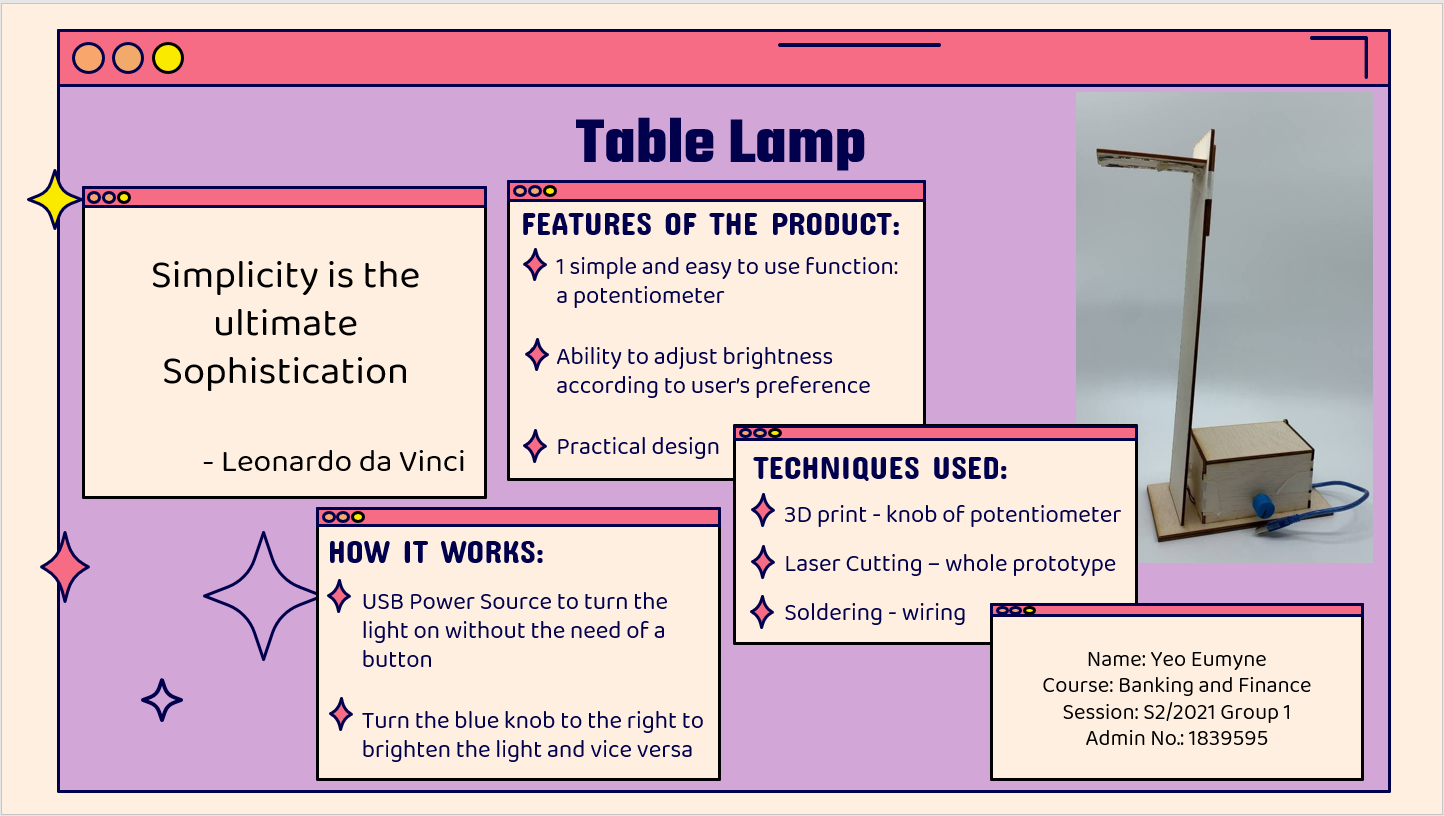 Table Lamp
Simplicity is the
ultimate
Sophistication
- Leonardo da Vinci
FEATURES OF THE PRODUCT:
1 simple and easy to use function:
a potentiometer
Ability to adjust brightness
according to user's preference
Practical design
TECHNIQUES USED:
3D print - knob of potentiometer
Laser Cutting – whole prototype
Soldering - wiring
HOW IT WORKS:
USB Power Source to turn the
light on without the need of a
button
Turn the blue knob to the right to
brighten the light and vice versa
Name: Yeo Eumyne
Course: Banking and Finance
Session: S2/2021 Group 1
Admin No.: 1839595